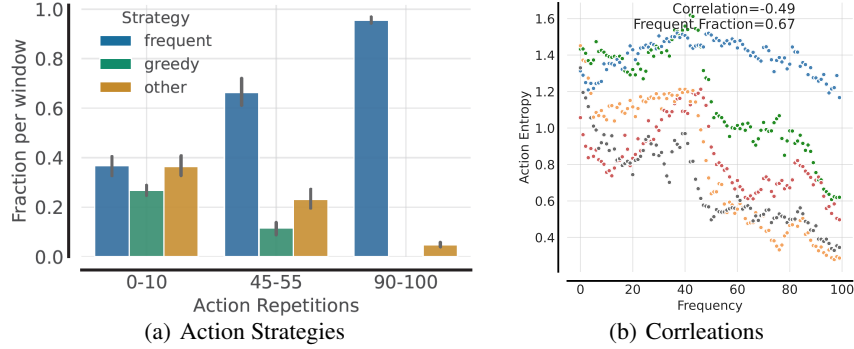 Strategy
frequent
greedy
other
Fraction per window
1.0
0.8
0.6
0.4
0.2
0.0
0-10 45-55 90-100
Action Repetitions
(a) Action Strategies
Correlation=-0.49
Frequent Fraction=0.67
Action Entropy
1.6
1.4
1.2
1.0
0.8
0.6
0.4
0 20 40 60 80 100
Frequency
(b) Corrleations